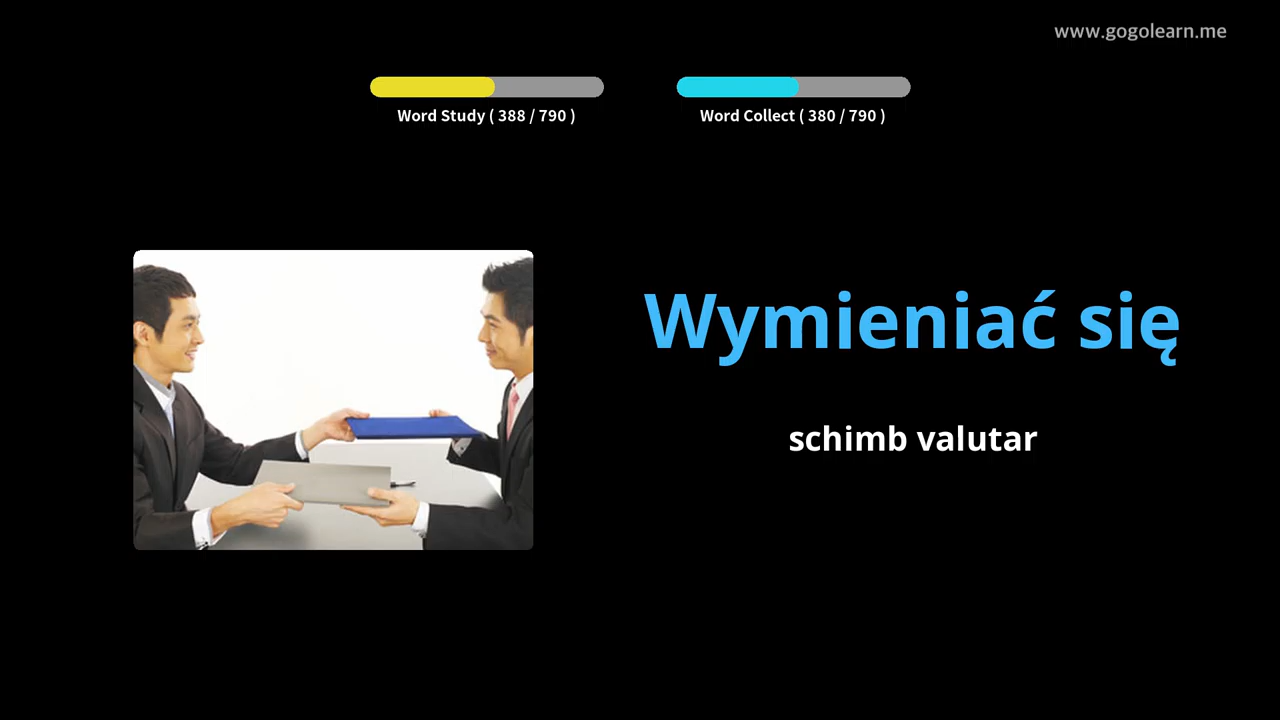 www.gogolearn.me
Word Study ( 388 / 790 )
Word Collect ( 380 / 790 )
Wymieniać się
schimb valutar